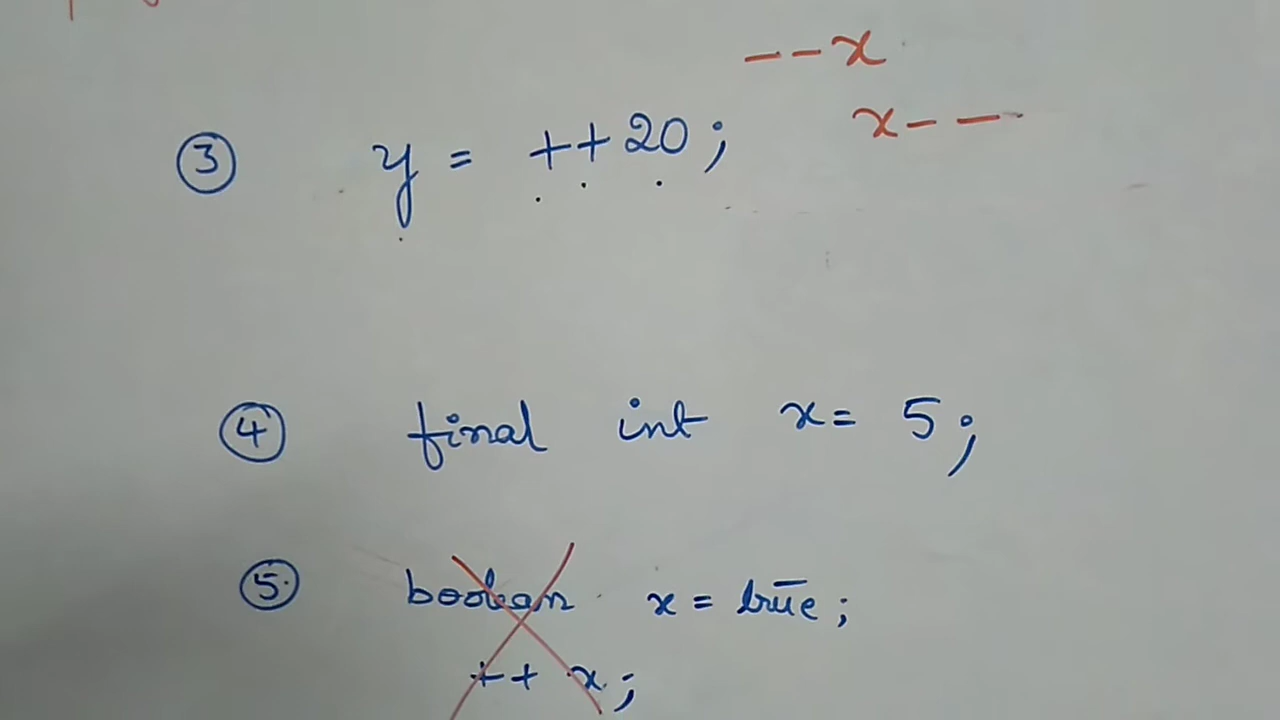 --x
③ y = ++20; x--
④ final int x= 5;
⑤ boolean x = true;
++ x;